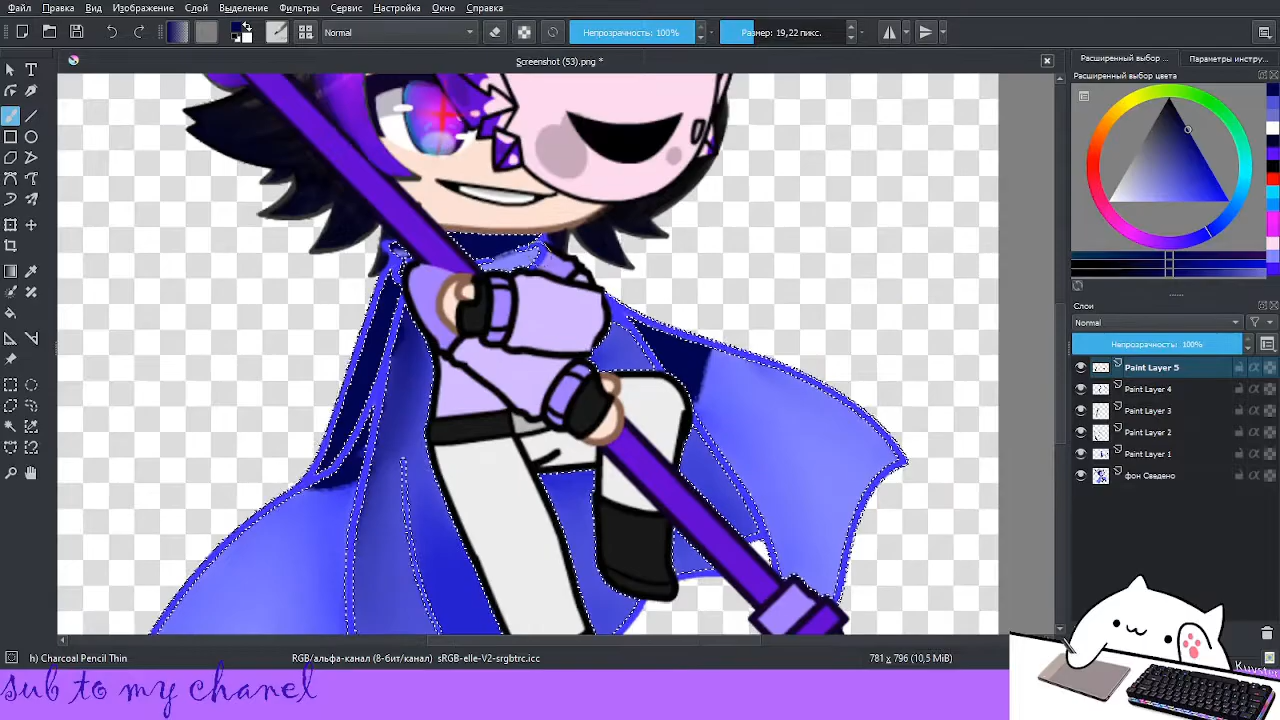 Файл Правка Вид Изображение Слой Выделение Фильтры Сервис Настройка Окно Справка
Normal Непрозрачность: 100% Размер: 19,22 пикс.
Screenshot (53).png *
Расширенный выбор ... Параметры инстру...
Расширенный выбор цвета
Слои
Normal
Непрозрачность: 100%
Paint Layer 5
Paint Layer 4
Paint Layer 3
Paint Layer 2
Paint Layer 1
фон Сведено
h) Charcoal Pencil Thin RGB/альфа-канал (8-бит/канал) sRGB-elle-V2-srgbtrc.icc 781 x 796 (10,5 МиБ)
sub to my chanel